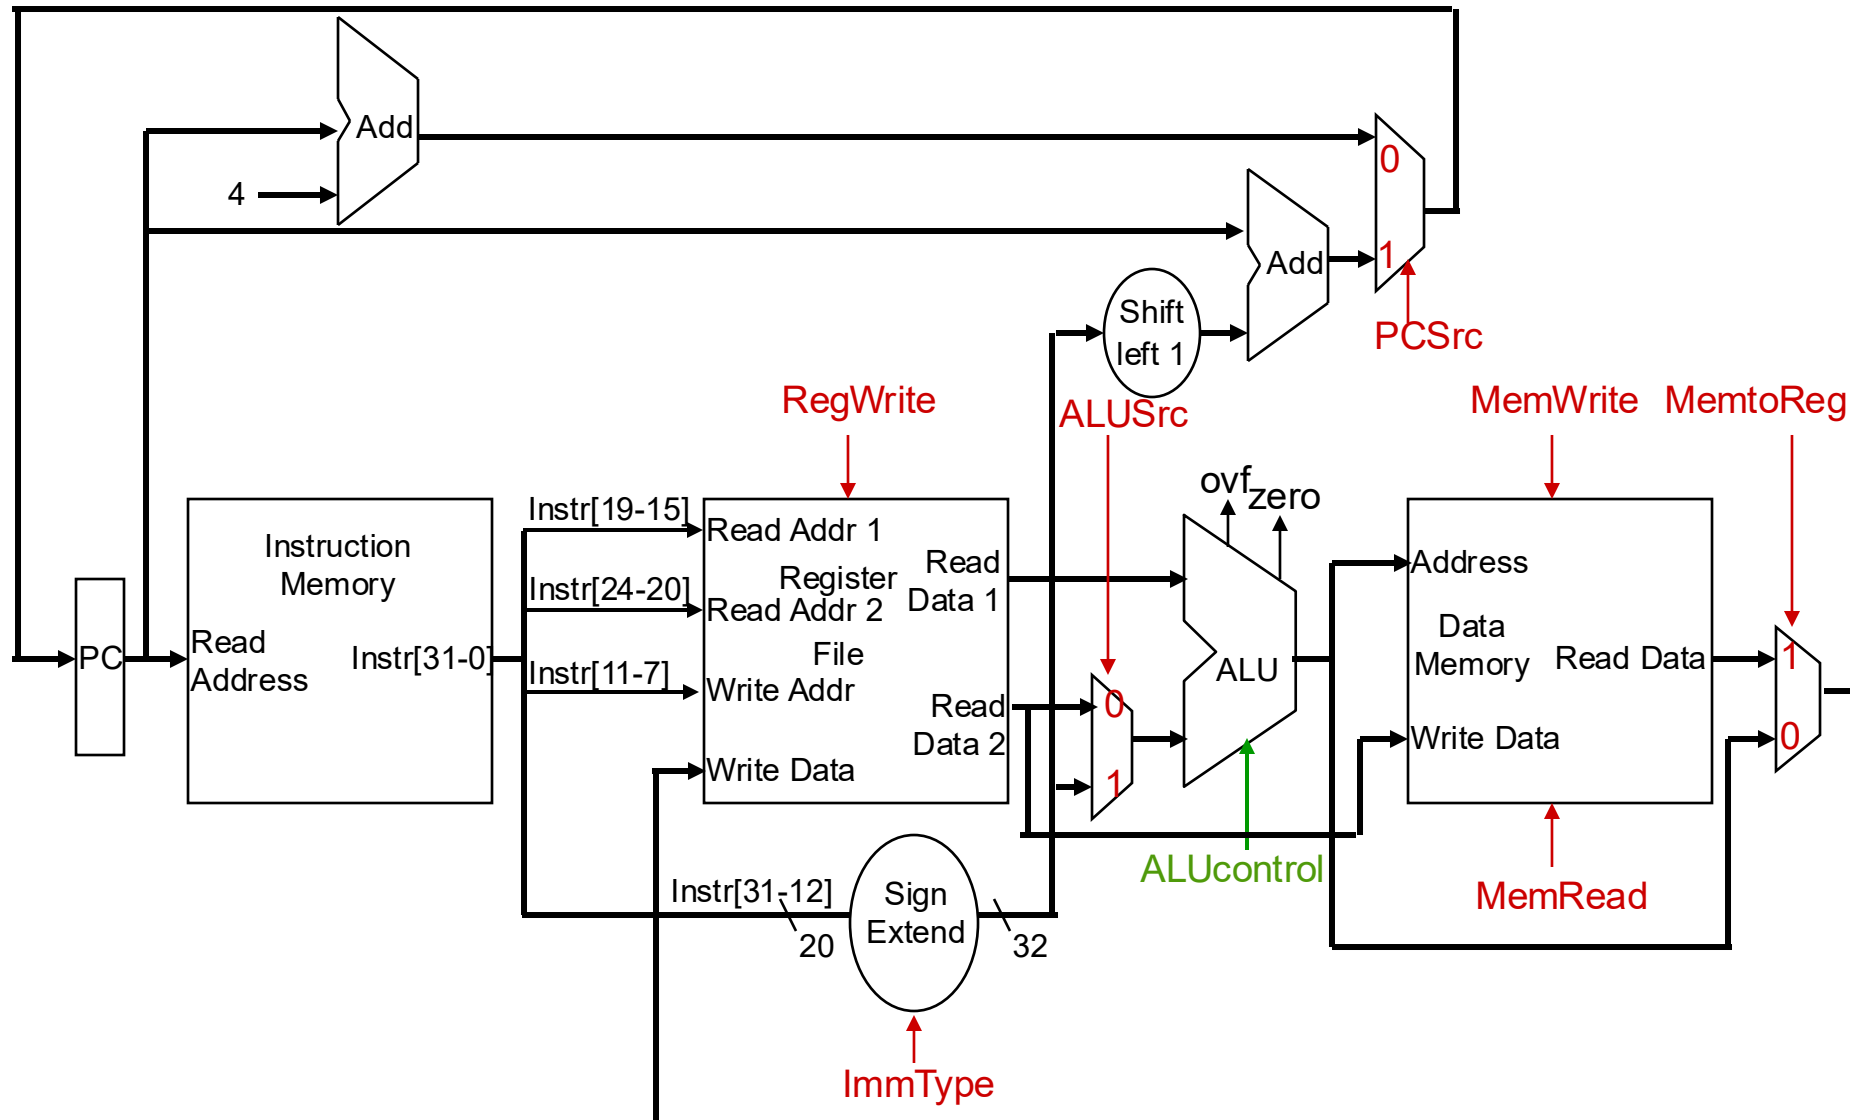 Add
4
0
Add
1
Shift
left 1
PCSrc
RegWrite
ALUSrc
MemWrite
MemtoReg
ovf
zero
Instr[19-15]
Read Addr 1
Instruction
Memory
Read
Data 1
Register
Instr[24-20]
Read Addr 2
Address
PC
Read
Address
Instr[31-0]
File
Data
Memory
Read Data
1
ALU
Instr[11-7]
Write Addr
Read
Data 2
0
Write Data
0
Write Data
1
ALUcontrol
MemRead
Instr[31-12]
20
Sign
Extend
32
ImmType